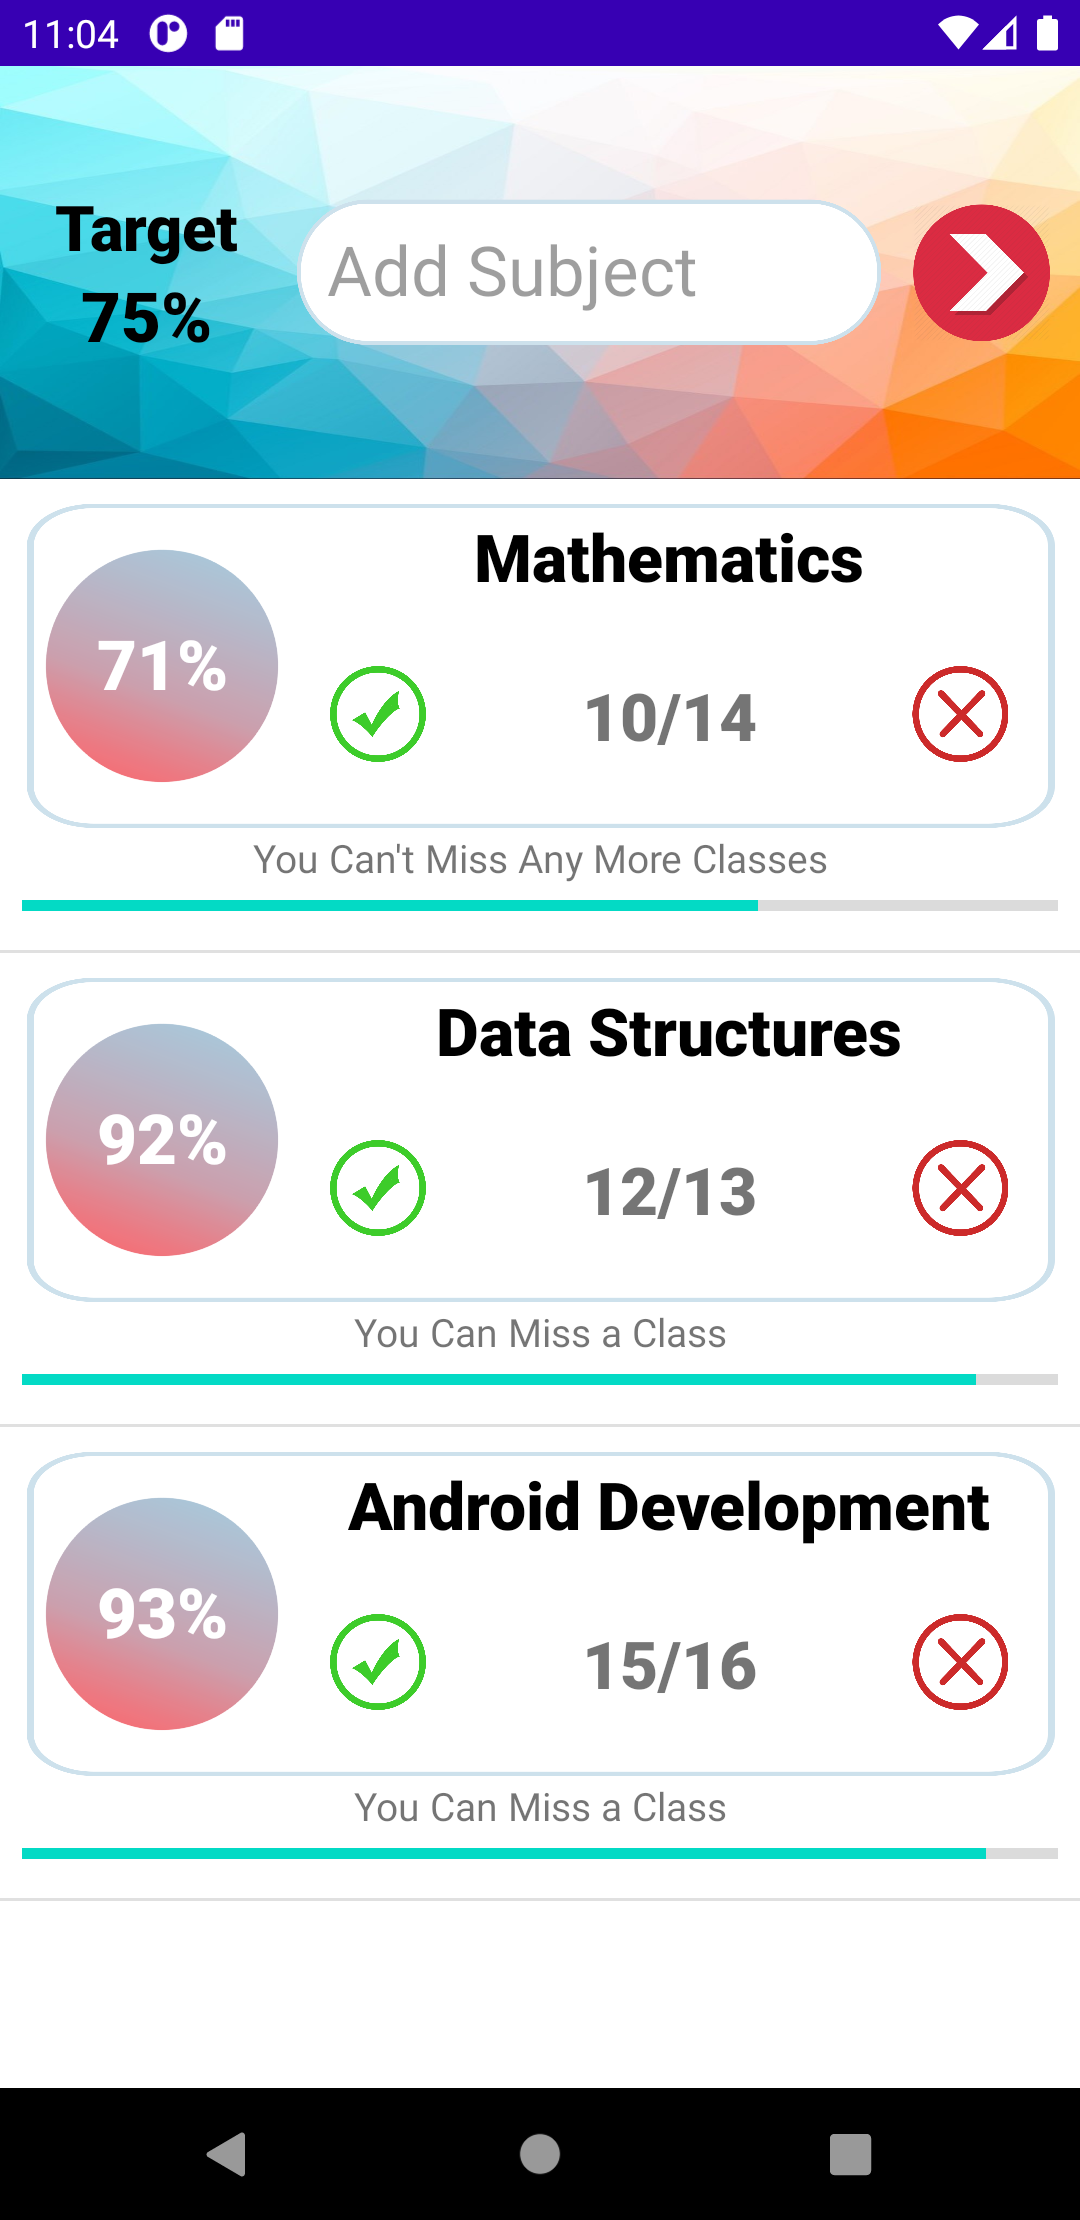 11:04
Target
75%
Add Subject
Mathematics
71%
10/14
You Can't Miss Any More Classes
Data Structures
92%
12/13
You Can Miss a Class
Android Development
93%
15/16
You Can Miss a Class